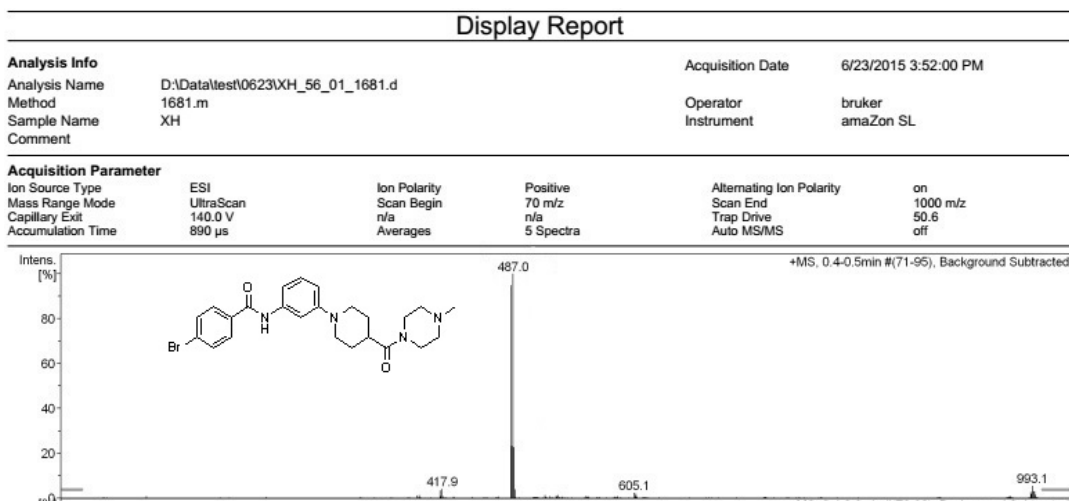 Display Report
Analysis Info
Acquisition Date 6/23/2015 3:52:00 PM
Analysis Name D:\Data\test\0623\XH_56_01_1681.d
Method 1681.m Operator bruker
Sample Name XH Instrument amaZon SL
Comment
Acquisition Parameter
Ion Source Type ESI Ion Polarity Positive Alternating Ion Polarity on
Mass Range Mode UltraScan Scan Begin 70 m/z Scan End 1000 m/z
Capillary Exit 140.0 V n/a n/a Trap Drive 50.6
Accumulation Time 890 µs Averages 5 Spectra Auto MS/MS off
Intens.
[%]
+MS, 0.4-0.5min #(71-95), Background Subtracted
487.0
80
60
40
20
0
O
N
H
Br
N
O
N
N
417.9
605.1
993.1